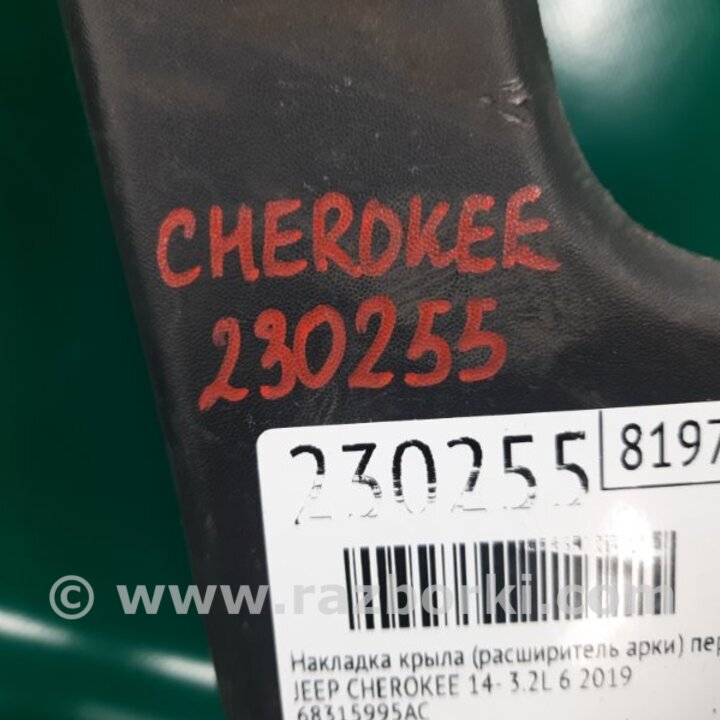 CHEROKEE
230255
230255 8197
© www.razborki.com
Накладка крыла (расширитель арки) пер
JEEP CHEROKEE 14- 3.2L 6 2019
68315995AC